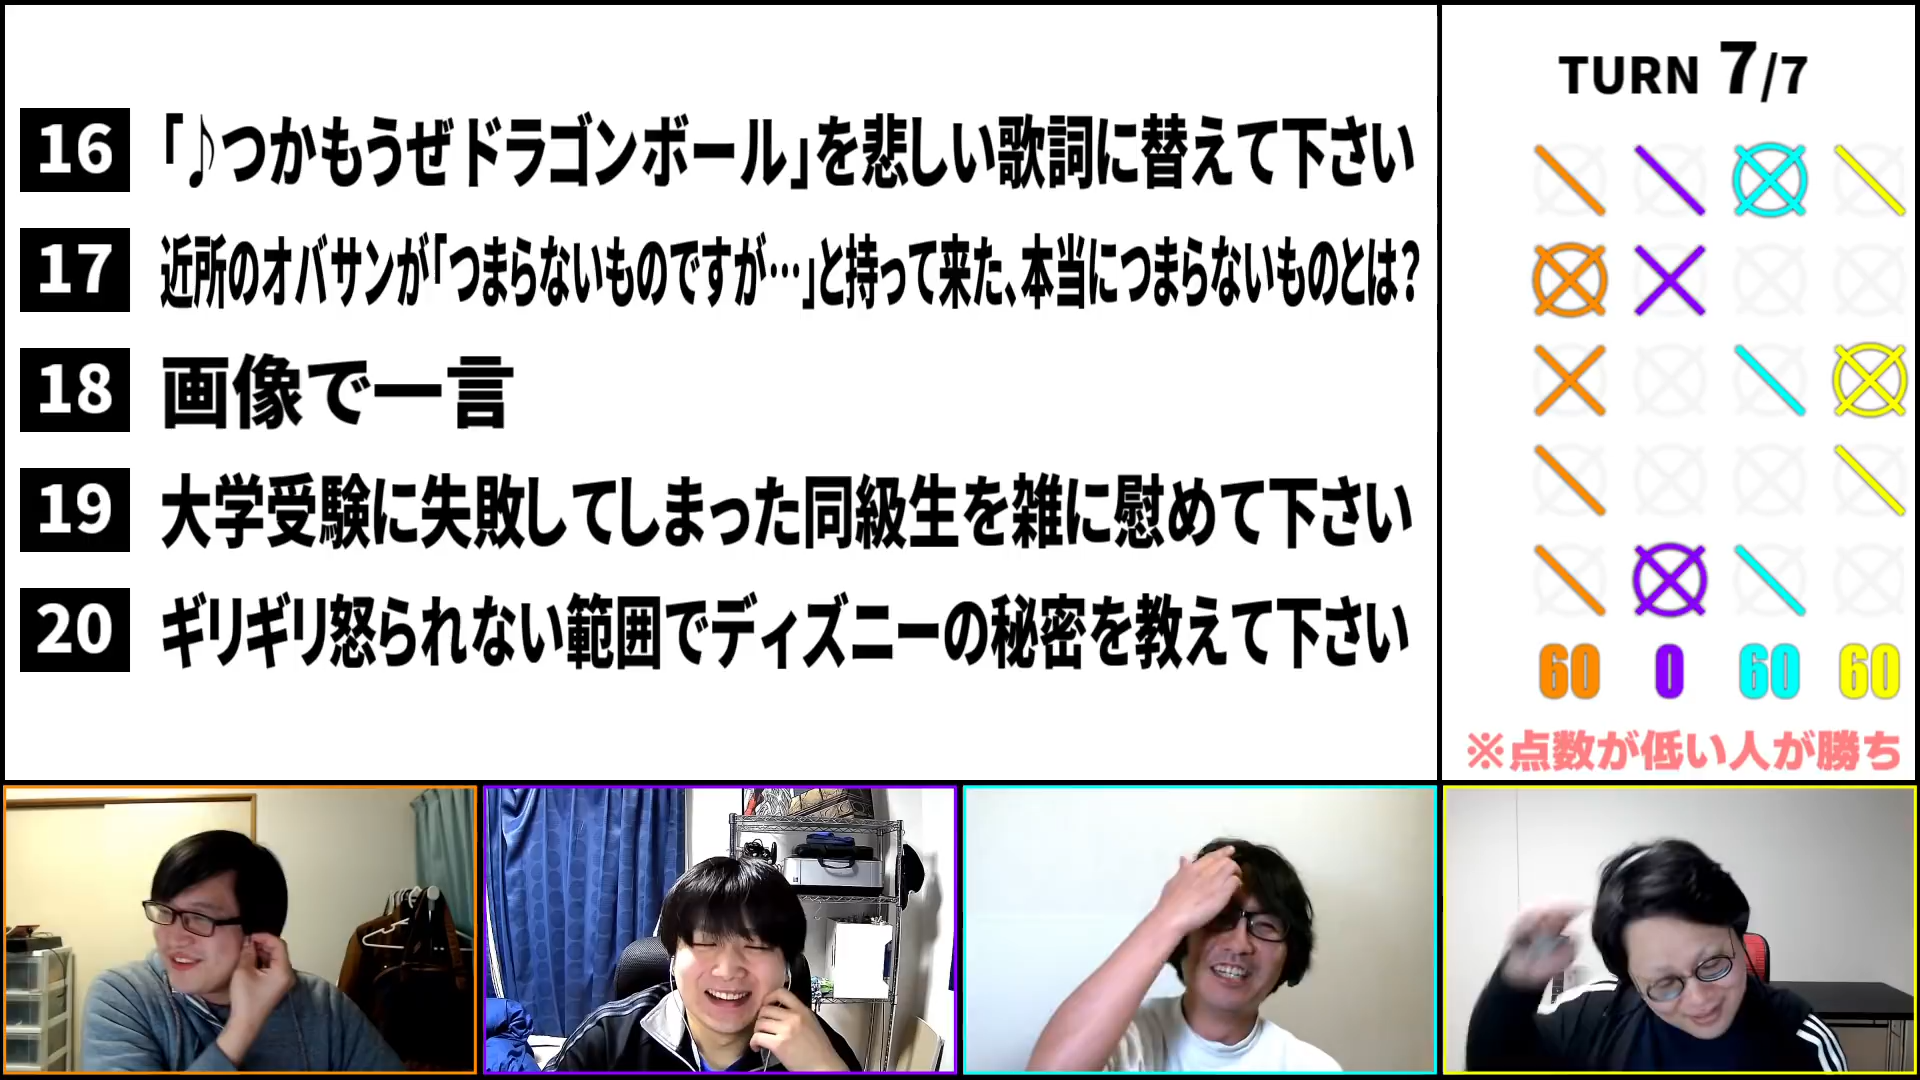 16 「♪つかもうぜドラゴンボール」を悲しい歌詞に替えて下さい
17 近所のオバサンが「つまらないものですが…」と持って来た、本当につまらないものとは？
18 画像で一言
19 大学受験に失敗してしまった同級生を雑に慰めて下さい
20 ギリギリ怒られない範囲でディズニーの秘密を教えて下さい
TURN 7/7
60 0 60 60
※点数が低い人が勝ち